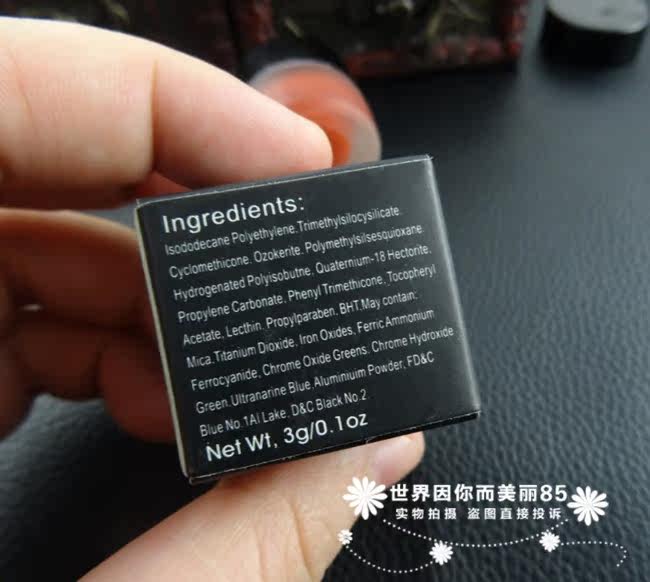 Ingredients:
Isododecane Polyethylene, Trimethylsilocysilicate.
Cyclomethicone. Ozokente. Polymethylsilsesquioxane.
Hydrogenated Polyisobutne, Quaternium-18 Hectorite,
Propylene Carbonate, Phenyl Trimethicone, Tocopheryl
Acetate, Lecthin, Propylparaben, BHT,May contain:
Mica.Titanium Dioxide, Iron Oxides, Ferric Ammonium
Ferrocyanide, Chrome Oxide Greens, Chrome Hydroxide
Green.Ultranarine Blue,Aluminiuim Powder, FD&C
Blue No.1Al Lake, D&C Black No.2
Net Wt, 3g/0.1oz
世界因你而美丽85
实物拍摄 盗图直接投诉